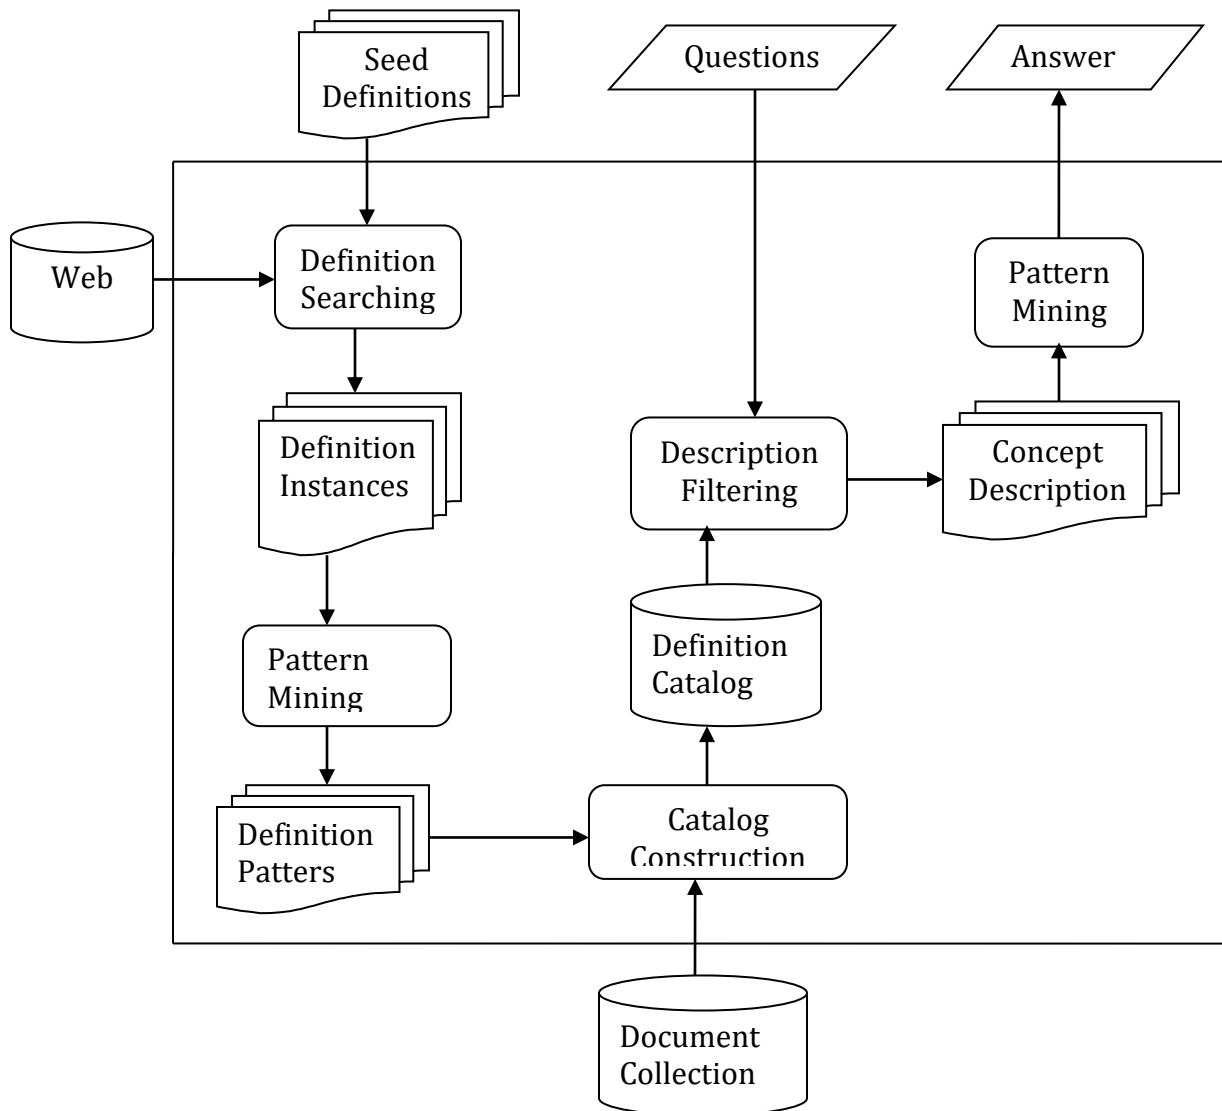 Seed
Definitions
Questions
Answer
Web
Definition
Searching
Pattern
Mining
Definition
Instances
Description
Filtering
Concept
Description
Pattern
Mining
Definition
Catalog
Definition
Patters
Catalog
Construction
Document
Collection